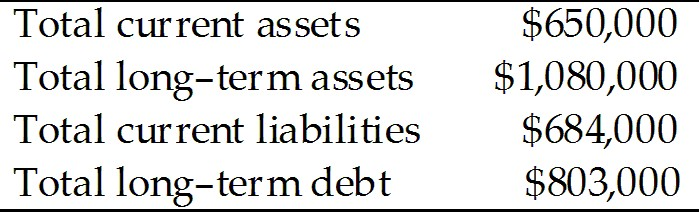 Total current assets $650,000
Total long-term assets $1,080,000
Total current liabilities $684,000
Total long-term debt $803,000